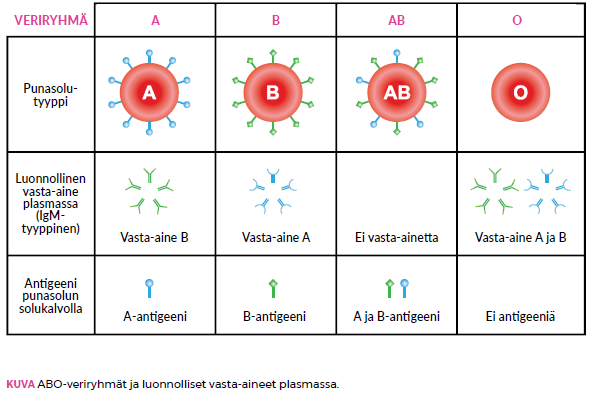 VERIRYHMÄ A B AB O
Punasolu-
tyyppi
A B AB O
Luonnollinen
vasta-aine
plasmassa
(IgM-
tyyppinen)
Vasta-aine B Vasta-aine A Ei vasta-ainetta Vasta-aine A ja B
Antigeeni
punasolun
solukalvolla
A-antigeeni B-antigeeni A ja B-antigeeni Ei antigeeniä
KUVA ABO-veriryhmät ja luonnolliset vasta-aineet plasmassa.